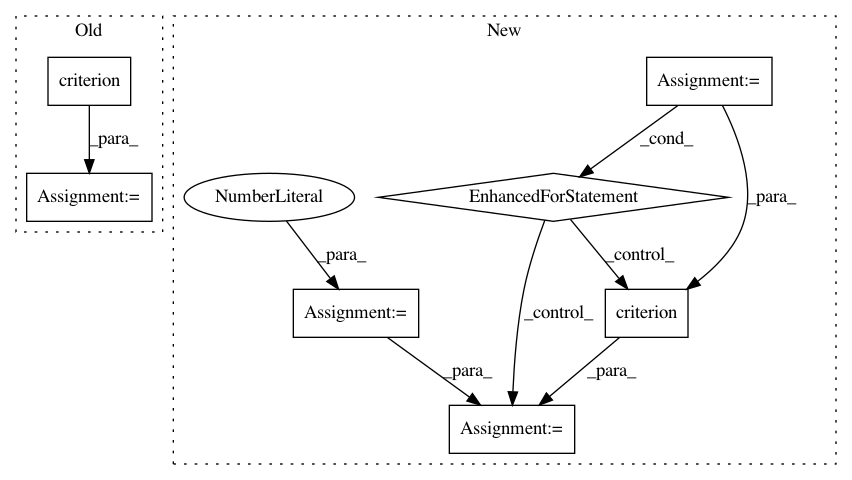 Old
New
criterion
Assignment:=
_para_
_cond_
Assignment:=
NumberLiteral
EnhancedForStatement
_para_
_para_
_control_
Assignment:=
_control_
criterion
_para_
_para_
Assignment:=